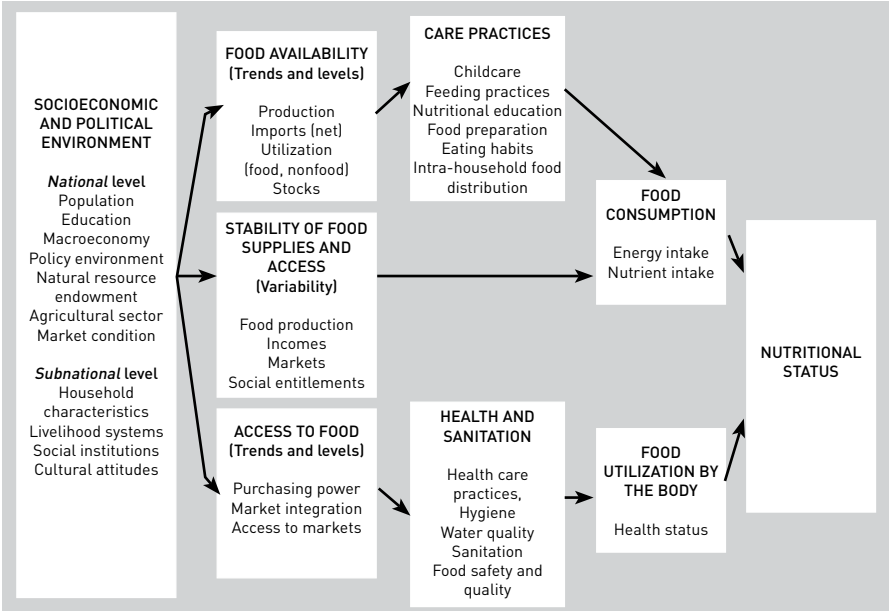 SOCIOECONOMIC
AND POLITICAL
ENVIRONMENT
National level
Population
Education
Macroeconomy
Policy environment
Natural resource
endowment
Agricultural sector
Market condition
Subnational level
Household
characteristics
Livelihood systems
Social institutions
Cultural attitudes
FOOD AVAILABILITY
(Trends and levels)
Production
Imports (net)
Utilization
(food, nonfood)
Stocks
STABILITY OF FOOD
SUPPLIES AND
ACCESS
(Variability)
Food production
Incomes
Markets
Social entitlements
ACCESS TO FOOD
(Trends and levels)
Purchasing power
Market integration
Access to markets
CARE PRACTICES
Childcare
Feeding practices
Nutritional education
Food preparation
Eating habits
Intra-household food
distribution
HEALTH AND
SANITATION
Health care
practices,
Hygiene
Water quality
Sanitation
Food safety and
quality
FOOD
CONSUMPTION
Energy intake
Nutrient intake
FOOD
UTILIZATION BY
THE BODY
Health status
NUTRITIONAL
STATUS